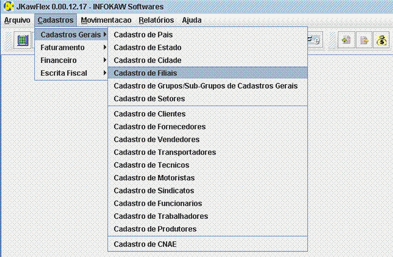 JKawFlex 0.00.12.17 - INFOKAW Softwares
Arquivo Cadastros Movimentacao Relatórios Ajuda
Cadastros Gerais
Faturamento
Financeiro
Escrita Fiscal
Cadastro de Pais
Cadastro de Estado
Cadastro de Cidade
Cadastro de Filiais
Cadastro de Grupos/Sub-Grupos de Cadastros Gerais
Cadastro de Setores
Cadastro de Clientes
Cadastro de Fornecedores
Cadastro de Vendedores
Cadastro de Transportadores
Cadastro de Tecnicos
Cadastro de Motoristas
Cadastro de Sindicatos
Cadastro de Funcionarios
Cadastro de Trabalhadores
Cadastro de Produtores
Cadastro de CNAE